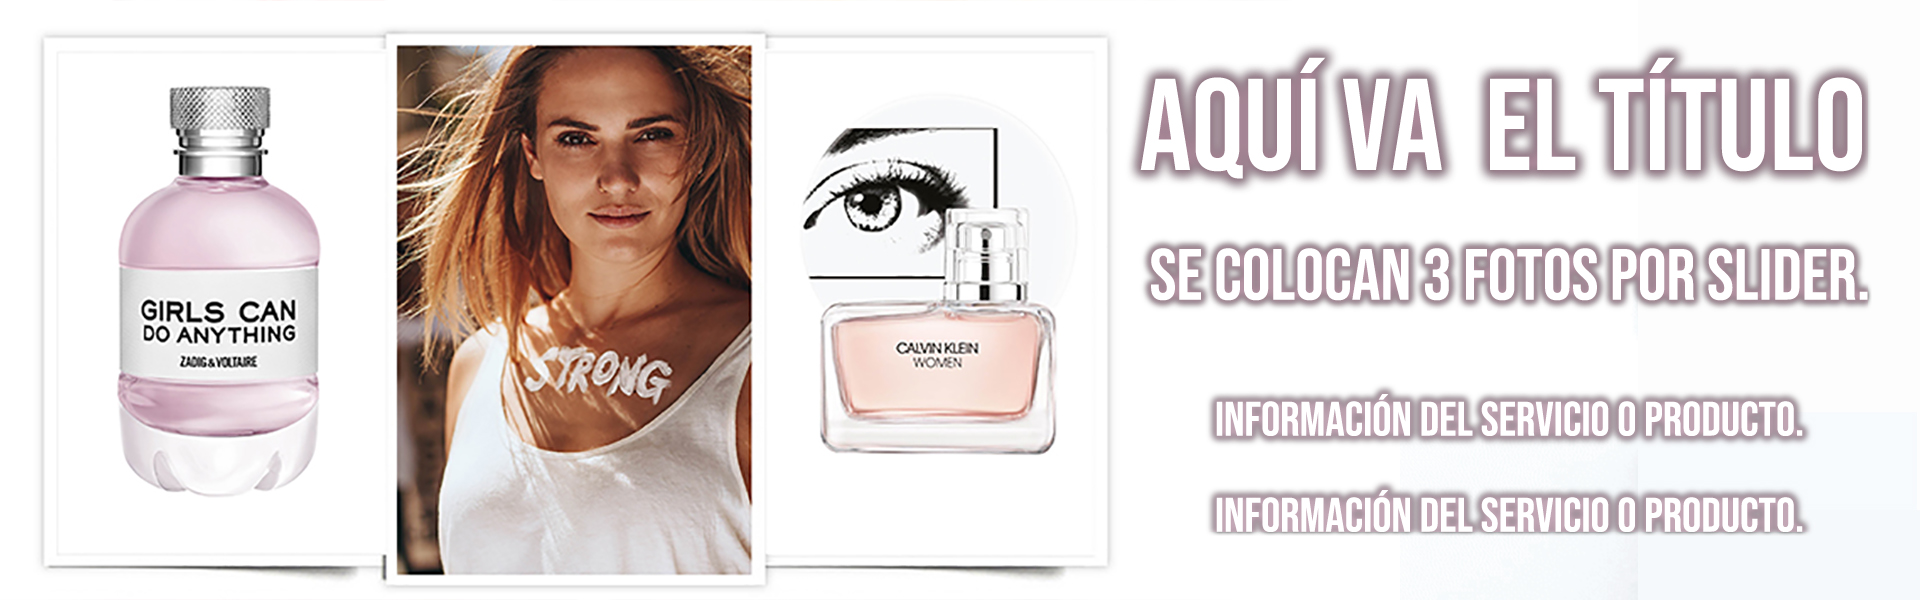 GIRLS CAN
DO ANYTHING
ZADIG & VOLTAIRE
STRONG
CALVIN KLEIN
WOMEN
AQUÍ VA EL TÍTULO
SE COLOCAN 3 FOTOS POR SLIDER.
INFORMACIÓN DEL SERVICIO O PRODUCTO.
INFORMACIÓN DEL SERVICIO O PRODUCTO.